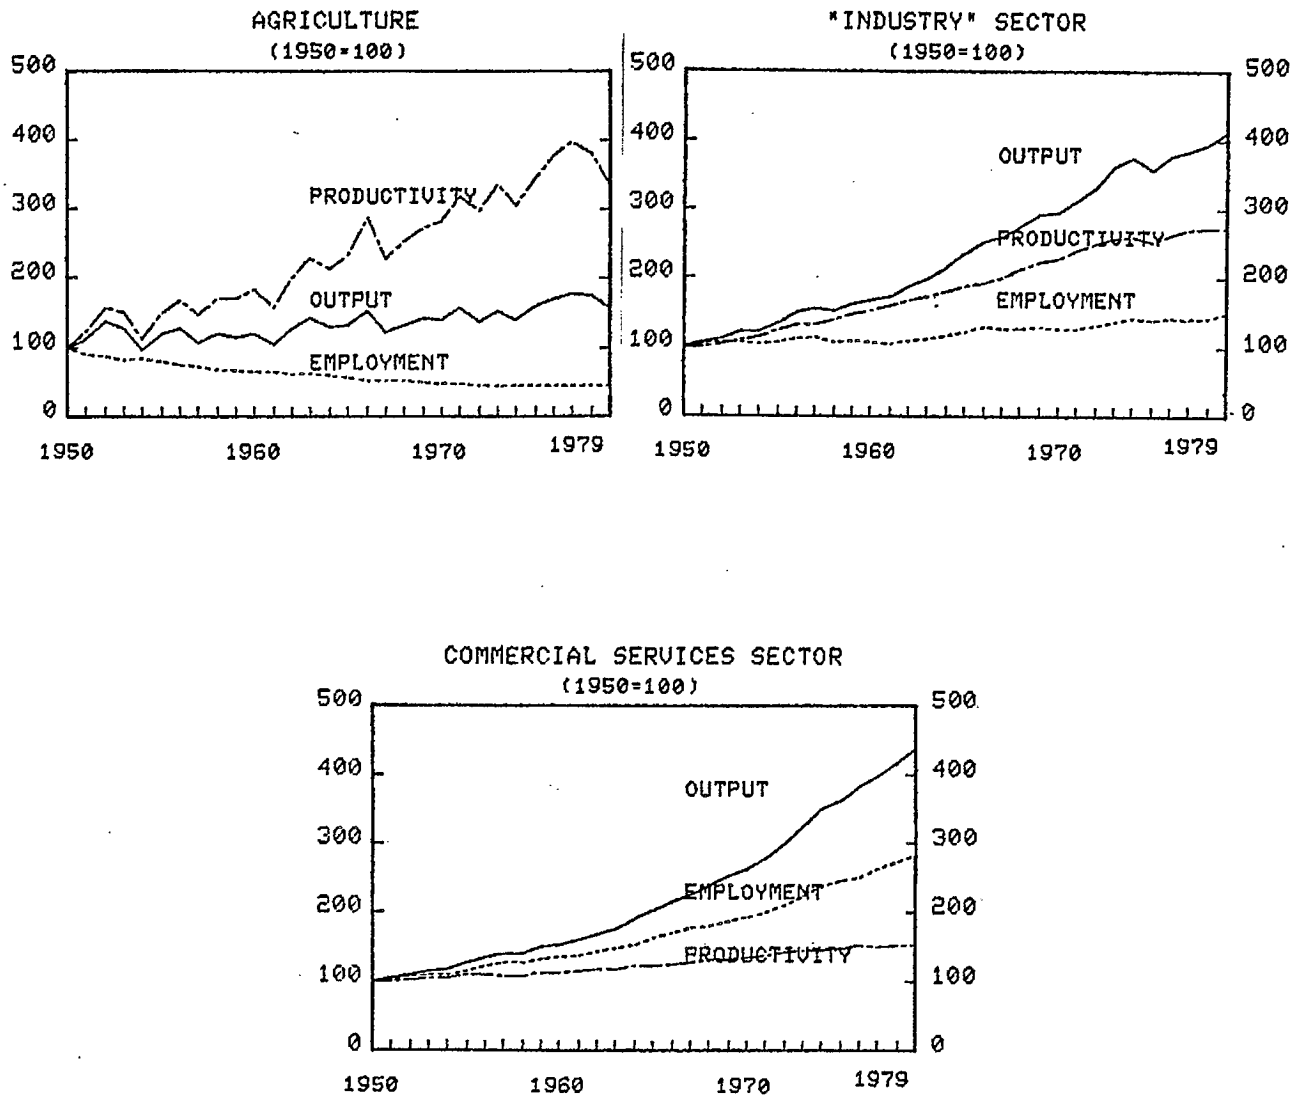 AGRICULTURE
(1950=100)
500
400
300
200
100
0
PRODUCTIVITY
OUTPUT
EMPLOYMENT
1950 1960 1970 1979
"INDUSTRY" SECTOR
(1950=100)
500 500
400 400
300 300
200 200
100 100
0 0
OUTPUT
PRODUCTIVITY
EMPLOYMENT
1950 1960 1970 1979
COMMERCIAL SERVICES SECTOR
(1950=100)
500 500
400 400
300 300
200 200
100 100
0 0
OUTPUT
EMPLOYMENT
PRODUCTIVITY
1950 1960 1970 1979